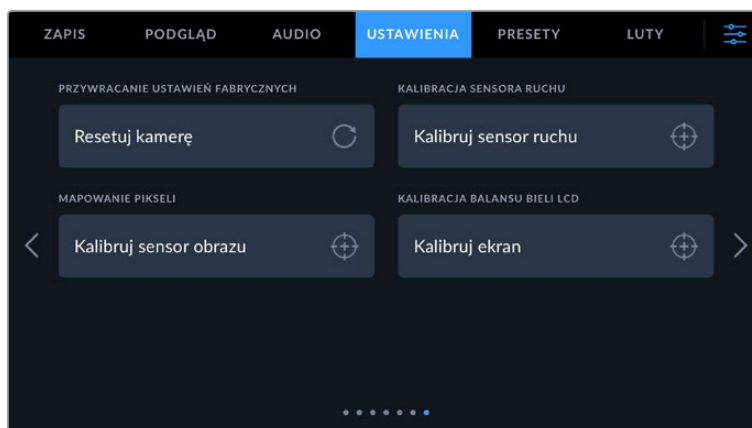 ZAPIS PODGLĄD AUDIO USTAWIENIA PRESETY LUTY
PRZYWRACANIE USTAWIEŃ FABRYCZNYCH KALIBRACJA SENSORA RUCHU
Resetuj kamerę Kalibruj sensor ruchu
MAPOWANIE PIKSELI KALIBRACJA BALANSU BIELI LCD
Kalibruj sensor obrazu Kalibruj ekran